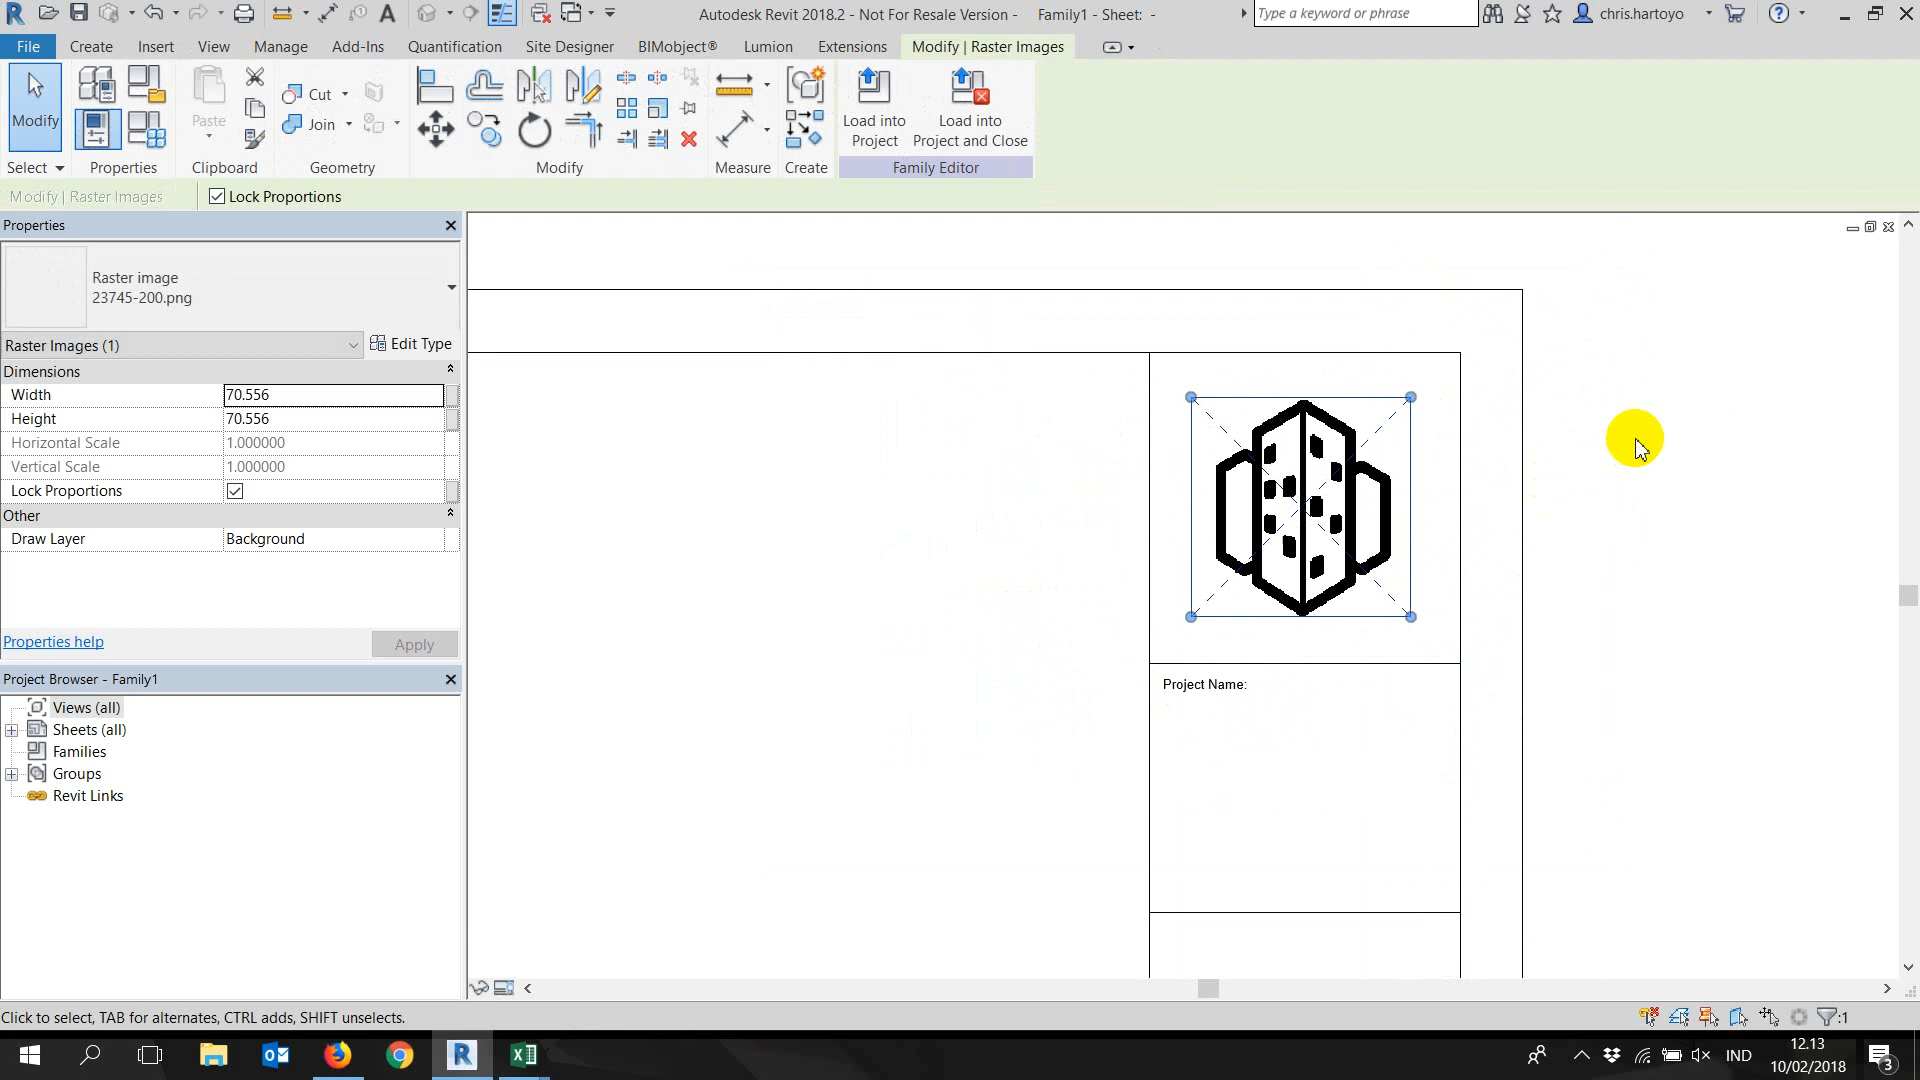 Autodesk Revit 2018.2 - Not For Resale Version - Family1 - Sheet: -
Type a keyword or phrase
chris.hartoyo
File Create Insert View Manage Add-Ins Quantification Site Designer BIMobject® Lumion Extensions Modify | Raster Images
Modify
Paste
Cut
Join
Load into Project
Load into Project and Close
Select Properties Clipboard Geometry Modify Measure Create Family Editor
Modify | Raster Images Lock Proportions
Properties
Raster image
23745-200.png
Raster Images (1) Edit Type
Dimensions
Width 70.556
Height 70.556
Horizontal Scale 1.000000
Vertical Scale 1.000000
Lock Proportions
Other
Draw Layer Background
Properties help Apply
Project Browser - Family1
Views (all)
Sheets (all)
Families
Groups
Revit Links
Project Name:
Click to select, TAB for alternates, CTRL adds, SHIFT unselects.
:1
IND
12.13
10/02/2018
3